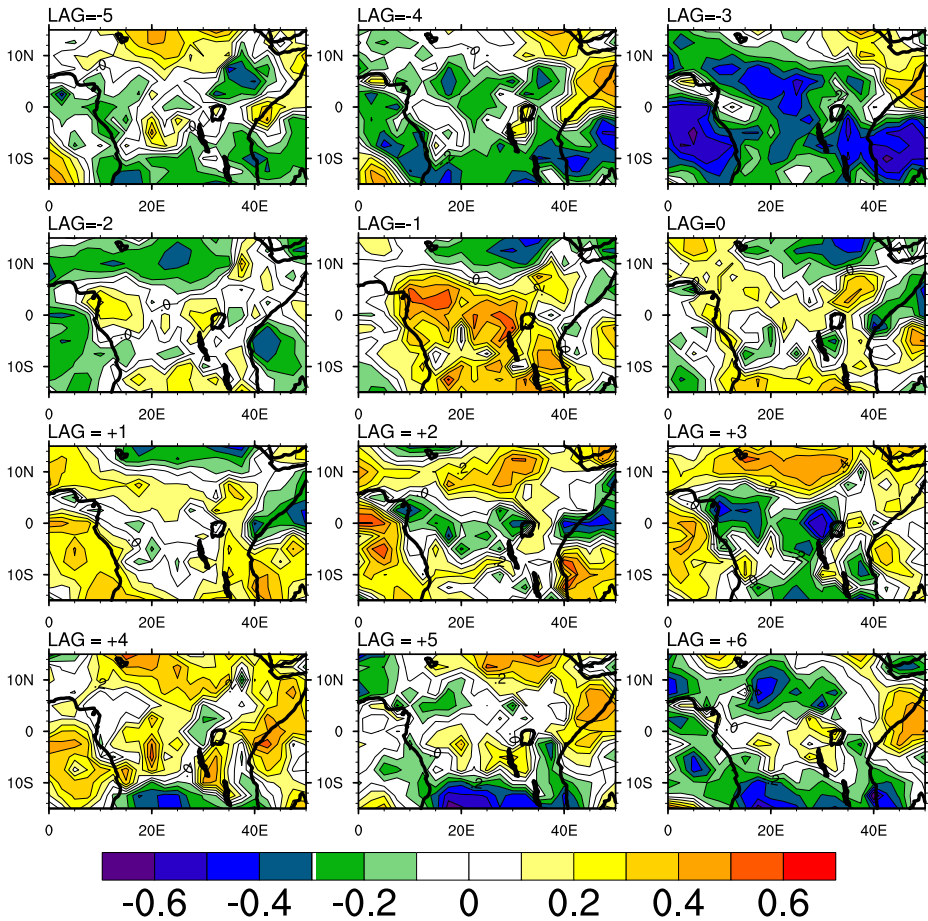 LAG=-5 LAG=-4 LAG=-3
10N 10N 10N
0 0 0
10S 10S 10S
0 20E 40E 0 20E 40E 0 20E 40E
LAG=-2 LAG=-1 LAG=0
10N 10N 10N
0 0 0
10S 10S 10S
0 20E 40E 0 20E 40E 0 20E 40E
LAG = +1 LAG = +2 LAG = +3
10N 10N 10N
0 0 0
10S 10S 10S
0 20E 40E 0 20E 40E 0 20E 40E
LAG = +4 LAG = +5 LAG = +6
10N 10N 10N
0 0 0
10S 10S 10S
0 20E 40E 0 20E 40E 0 20E 40E
-0.6 -0.4 -0.2 0 0.2 0.4 0.6